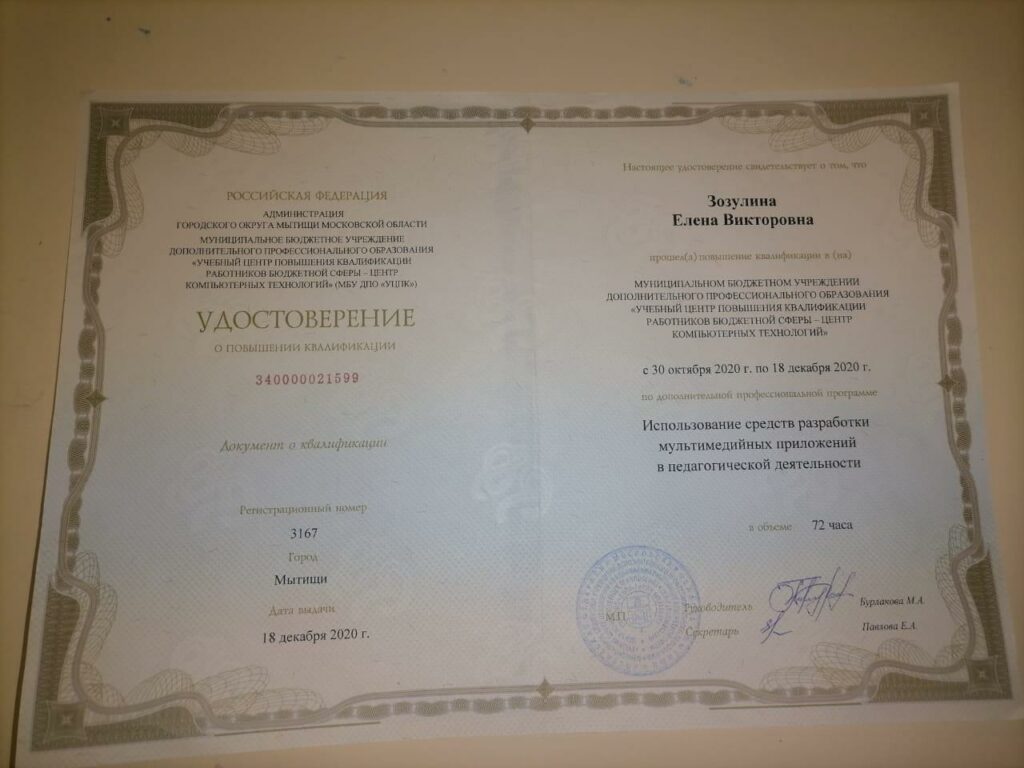 РОССИЙСКАЯ ФЕДЕРАЦИЯ
АДМИНИСТРАЦИЯ
ГОРОДСКОГО ОКРУГА МЫТИЩИ МОСКОВСКОЙ ОБЛАСТИ
МУНИЦИПАЛЬНОЕ БЮДЖЕТНОЕ УЧРЕЖДЕНИЕ
ДОПОЛНИТЕЛЬНОГО ПРОФЕССИОНАЛЬНОГО ОБРАЗОВАНИЯ
«УЧЕБНЫЙ ЦЕНТР ПОВЫШЕНИЯ КВАЛИФИКАЦИИ
РАБОТНИКОВ БЮДЖЕТНОЙ СФЕРЫ – ЦЕНТР
КОМПЬЮТЕРНЫХ ТЕХНОЛОГИЙ» (МБУ ДПО «УЦПК»)
УДОСТОВЕРЕНИЕ
О ПОВЫШЕНИИ КВАЛИФИКАЦИИ
340000021599
Документ о квалификации
Регистрационный номер
3167
Город
Мытищи
Дата выдачи
18 декабря 2020 г.
Настоящее удостоверение свидетельствует о том, что
Зозулина
Елена Викторовна
прошел(а) повышение квалификации в (на)
МУНИЦИПАЛЬНОМ БЮДЖЕТНОМ УЧРЕЖДЕНИИ
ДОПОЛНИТЕЛЬНОГО ПРОФЕССИОНАЛЬНОГО ОБРАЗОВАНИЯ
«УЧЕБНЫЙ ЦЕНТР ПОВЫШЕНИЯ КВАЛИФИКАЦИИ
РАБОТНИКОВ БЮДЖЕТНОЙ СФЕРЫ – ЦЕНТР
КОМПЬЮТЕРНЫХ ТЕХНОЛОГИЙ»
с 30 октября 2020 г. по 18 декабря 2020 г.
по дополнительной профессиональной программе
Использование средств разработки
мультимедийных приложений
в педагогической деятельности
в объеме 72 часа
М.П. Руководитель Бурлакова М.А.
Секретарь Павлова Е.А.